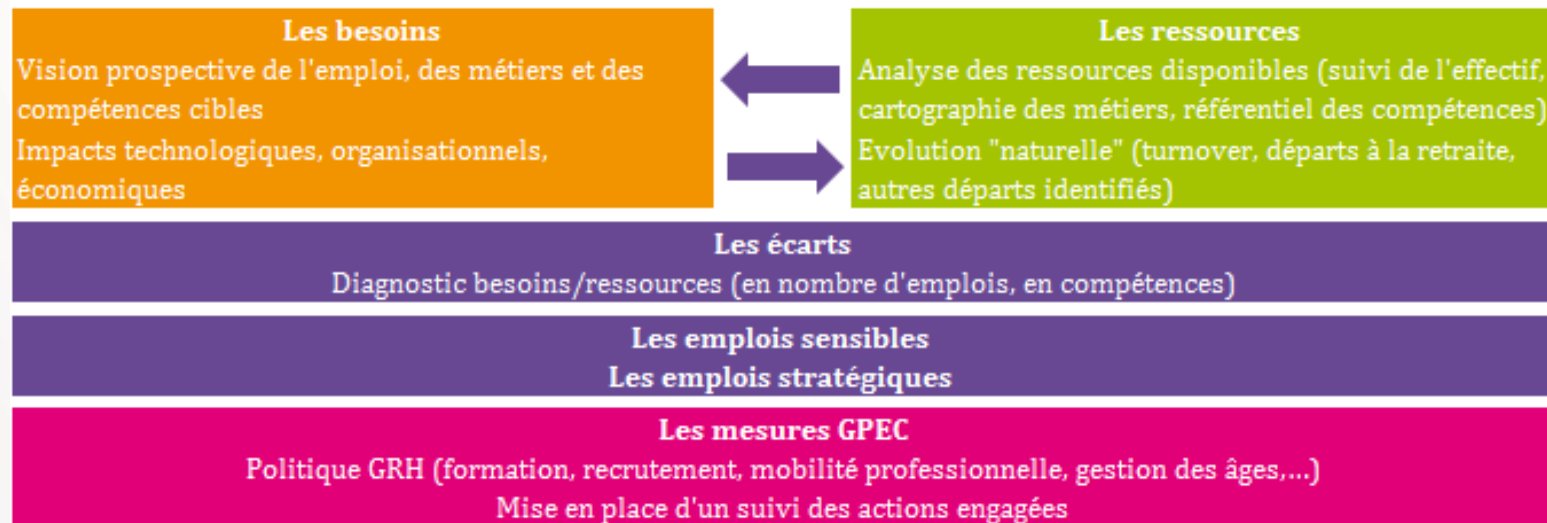 Les besoins
Vision prospective de l'emploi, des métiers et des
compétences cibles
Impacts technologiques, organisationnels,
économiques
Les ressources
Analyse des ressources disponibles (suivi de l'effectif,
cartographie des métiers, référentiel des compétences)
Evolution "naturelle" (turnover, départs à la retraite,
autres départs identifiés)
Les écarts
Diagnostic besoins/ressources (en nombre d'emplois, en compétences)
Les emplois sensibles
Les emplois stratégiques
Les mesures GPEC
Politique GRH (formation, recrutement, mobilité professionnelle, gestion des âges,...)
Mise en place d'un suivi des actions engagées